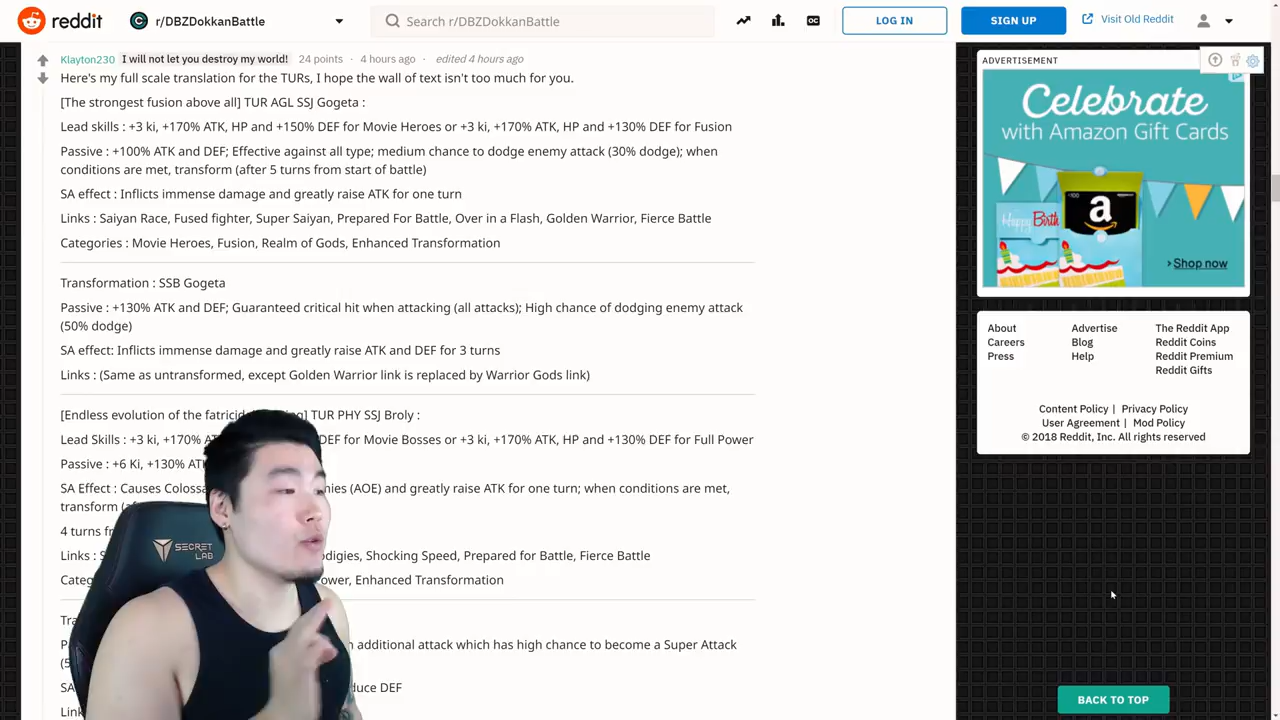 reddit
r/DBZDokkanBattle
Search r/DBZDokkanBattle
LOG IN
SIGN UP
Visit Old Reddit
Klayton230 I will not let you destroy my world! 24 points · 4 hours ago · edited 4 hours ago
Here's my full scale translation for the TURs, I hope the wall of text isn't too much for you.
[The strongest fusion above all] TUR AGL SSJ Gogeta :
Lead skills : +3 ki, +170% ATK, HP and +150% DEF for Movie Heroes or +3 ki, +170% ATK, HP and +130% DEF for Fusion
Passive : +100% ATK and DEF; Effective against all type; medium chance to dodge enemy attack (30% dodge); when
conditions are met, transform (after 5 turns from start of battle)
SA effect : Inflicts immense damage and greatly raise ATK for one turn
Links : Saiyan Race, Fused fighter, Super Saiyan, Prepared For Battle, Over in a Flash, Golden Warrior, Fierce Battle
Categories : Movie Heroes, Fusion, Realm of Gods, Enhanced Transformation
Transformation : SSB Gogeta
Passive : +130% ATK and DEF; Guaranteed critical hit when attacking (all attacks); High chance of dodging enemy attack
(50% dodge)
SA effect: Inflicts immense damage and greatly raise ATK and DEF for 3 turns
Links : (Same as untransformed, except Golden Warrior link is replaced by Warrior Gods link)
[Endless evolution of the fatricid ing] TUR PHY SSJ Broly :
Lead Skills : +3 ki, +170% AT DEF for Movie Bosses or +3 ki, +170% ATK, HP and +130% DEF for Full Power
Passive : +6 Ki, +130% AT
SA Effect : Causes Coloss mies (AOE) and greatly raise ATK for one turn; when conditions are met,
transform (a
4 turns fr
Links : S odigies, Shocking Speed, Prepared for Battle, Fierce Battle
Categ ower, Enhanced Transformation
Tra
P n additional attack which has high chance to become a Super Attack
(5
SA duce DEF
Link
SECRET
LAB
ADVERTISEMENT
Celebrate
with Amazon Gift Cards
Happy Birth
a
> Shop now
About
Careers
Press
Advertise
Blog
Help
The Reddit App
Reddit Coins
Reddit Premium
Reddit Gifts
Content Policy | Privacy Policy
User Agreement | Mod Policy
© 2018 Reddit, Inc. All rights reserved
BACK TO TOP